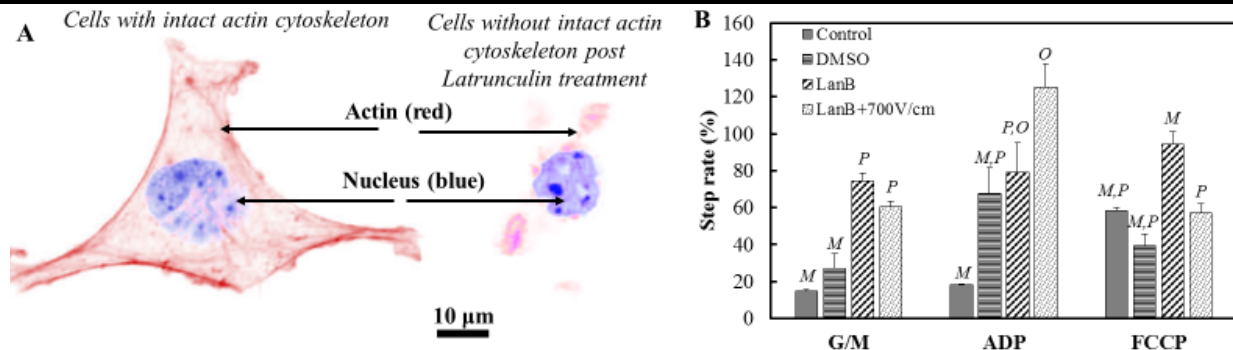 A
Cells with intact actin cytoskeleton
Cells without intact actin
cytoskeleton post
Latrunculin treatment
Actin (red)
Nucleus (blue)
10 µm
B
Step rate (%)
160
140
120
100
80
60
40
20
0
Control
DMSO
LanB
LanB+700V/cm
M
M
P
P
M
M,P
P,O
O
M,P
M,P
M
P
G/M
ADP
FCCP